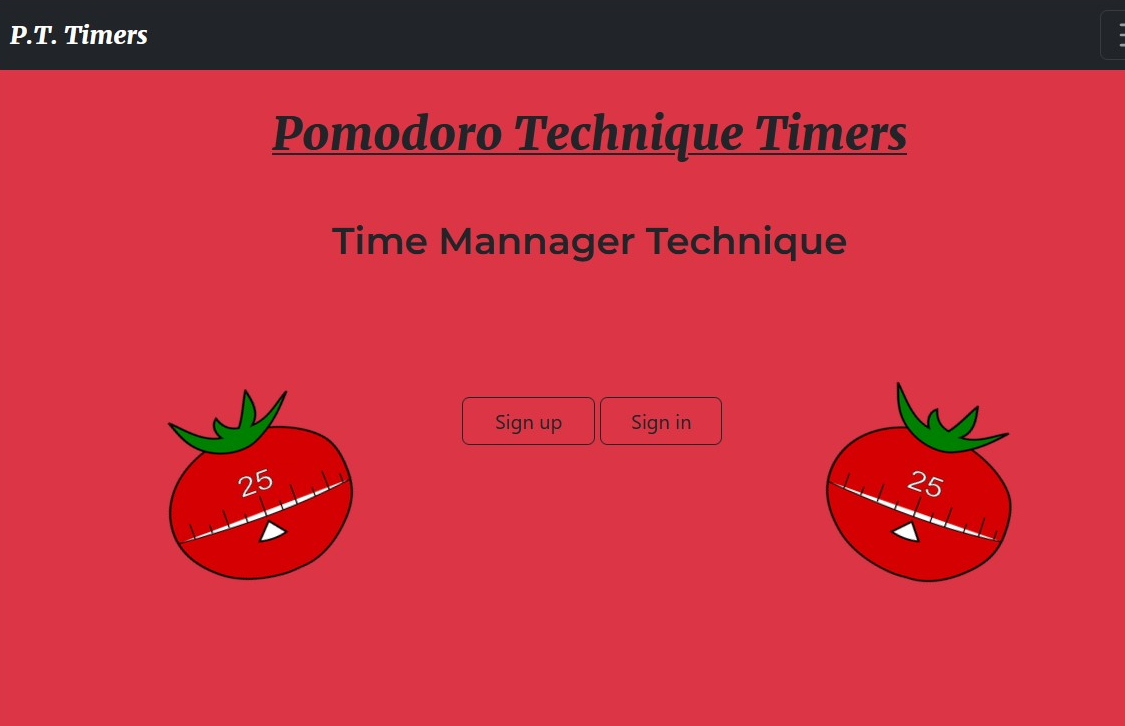 P.T. Timers
Pomodoro Technique Timers
Time Mannager Technique
Sign up
Sign in
25
25